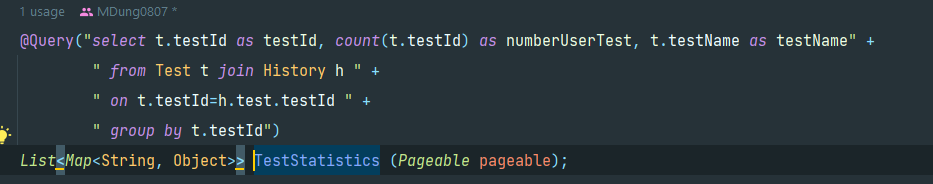 1 usage MDung0807 *
@Query("select t.testId as testId, count(t.testId) as numberUserTest, t.testName as testName" +
" from Test t join History h " +
" on t.testId=h.test.testId " +
" group by t.testId")
List<Map<String, Object>> TestStatistics (Pageable pageable);